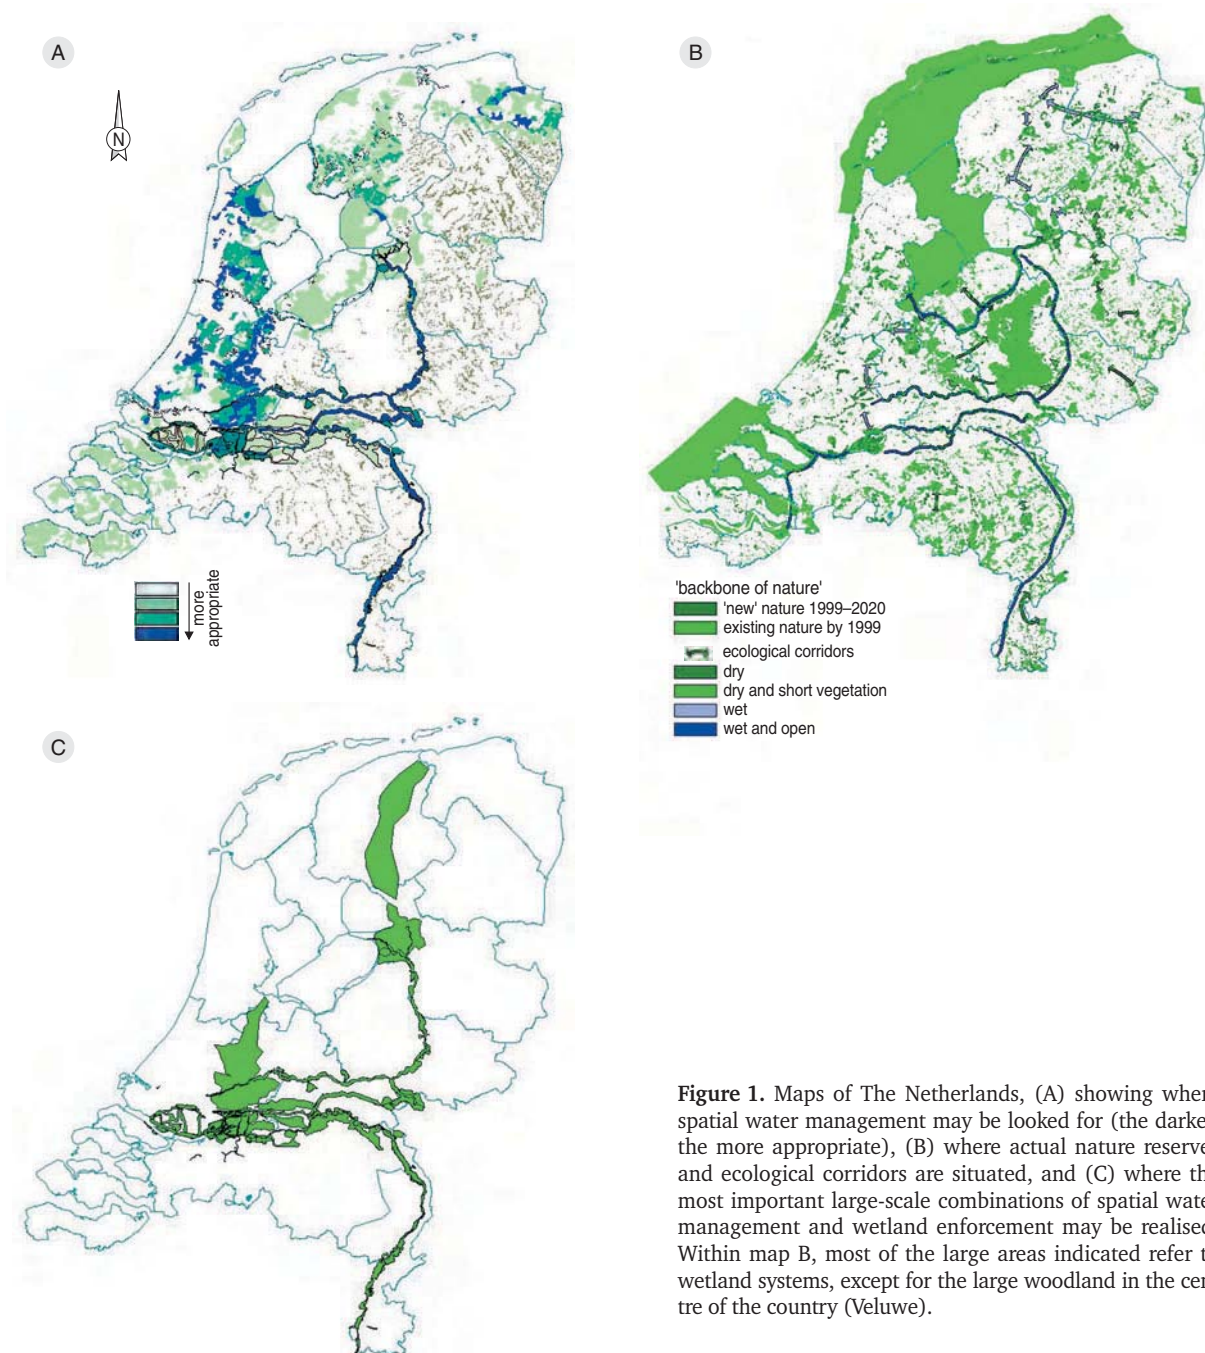 A
N
more
appropriate
B
'backbone of nature'
'new' nature 1999–2020
existing nature by 1999
ecological corridors
dry
dry and short vegetation
wet
wet and open
C
Figure 1. Maps of The Netherlands, (A) showing wher
spatial water management may be looked for (the darke
the more appropriate), (B) where actual nature reserve
and ecological corridors are situated, and (C) where th
most important large-scale combinations of spatial wate
management and wetland enforcement may be realised
Within map B, most of the large areas indicated refer t
wetland systems, except for the large woodland in the cen
tre of the country (Veluwe).